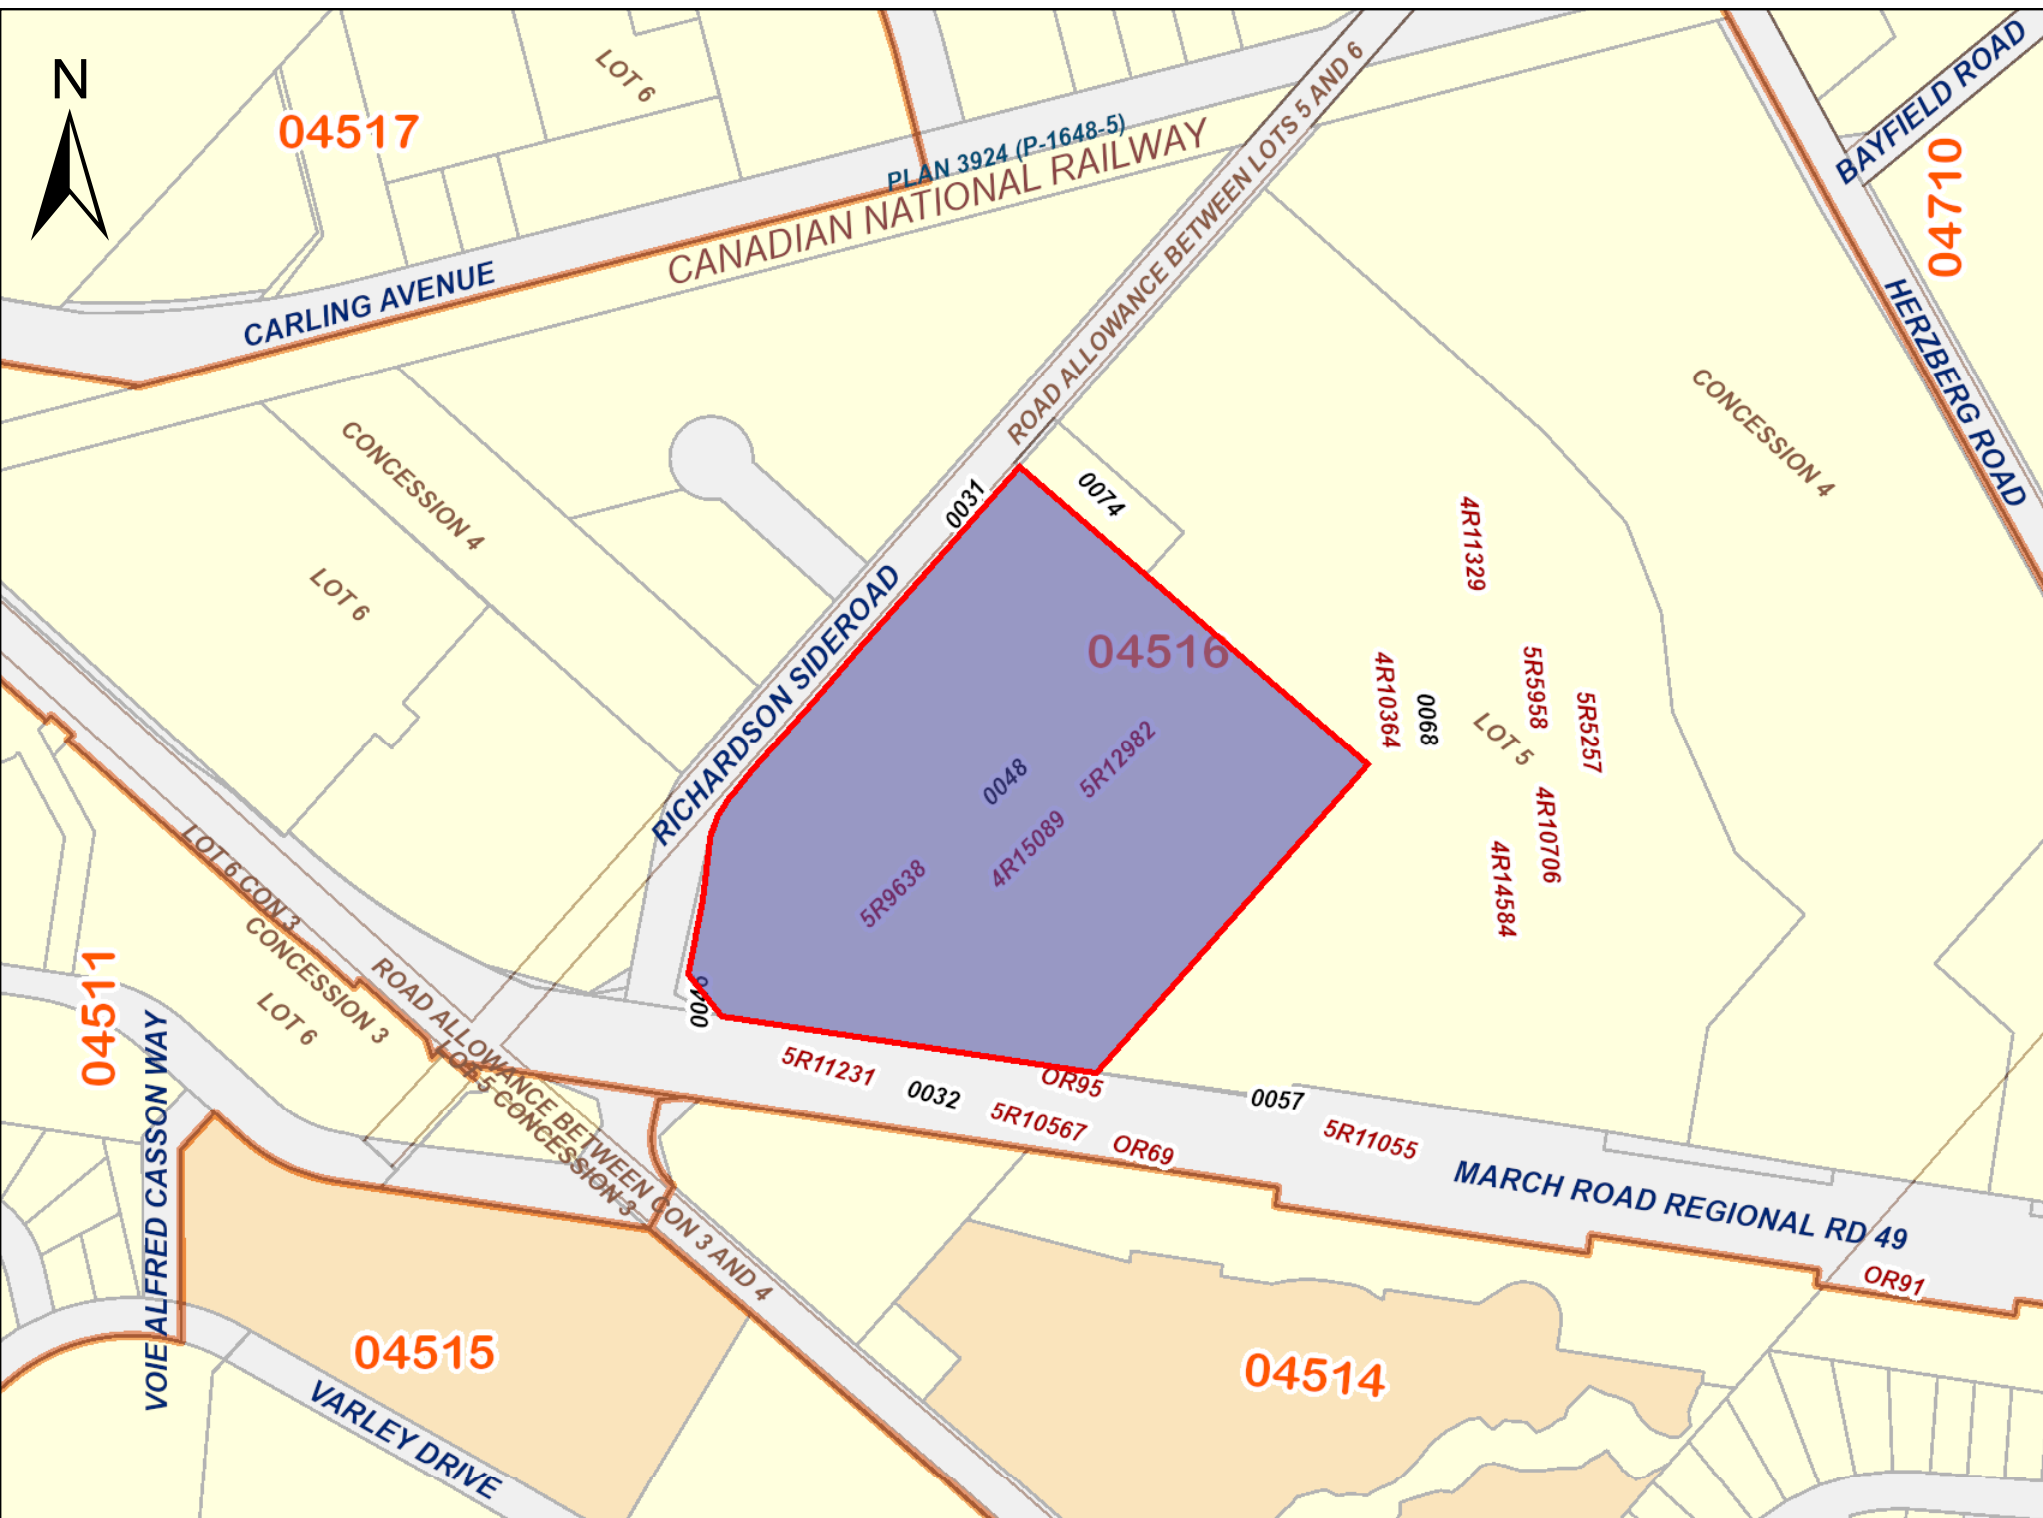 N
04517
LOT 6
BAYFIELD ROAD
PLAN 3924 (P-1648-5)
CANADIAN NATIONAL RAILWAY
ROAD ALLOWANCE BETWEEN LOTS 5 AND 6
04710
CARLING AVENUE
HERZBERG ROAD
CONCESSION 4
CONCESSION 4
0031
0074
4R11329
LOT 6
RICHARDSON SIDEROAD
04516
4R10364
0068
5R5958
LOT 5
5R5257
0048
5R12982
4R15089
5R9638
4R10706
4R14584
LOT 6 CON 3
CONCESSION 3
LOT 6
04511
VOIE ALFRED CASSON WAY
ROAD ALLOWANCE BETWEEN CON 3 AND 4
LOT 5 CONCESSION 3
5R11231
0032
OR95
5R10567
OR69
0057
5R11055
MARCH ROAD REGIONAL RD 49
OR91
04515
04514
VARLEY DRIVE